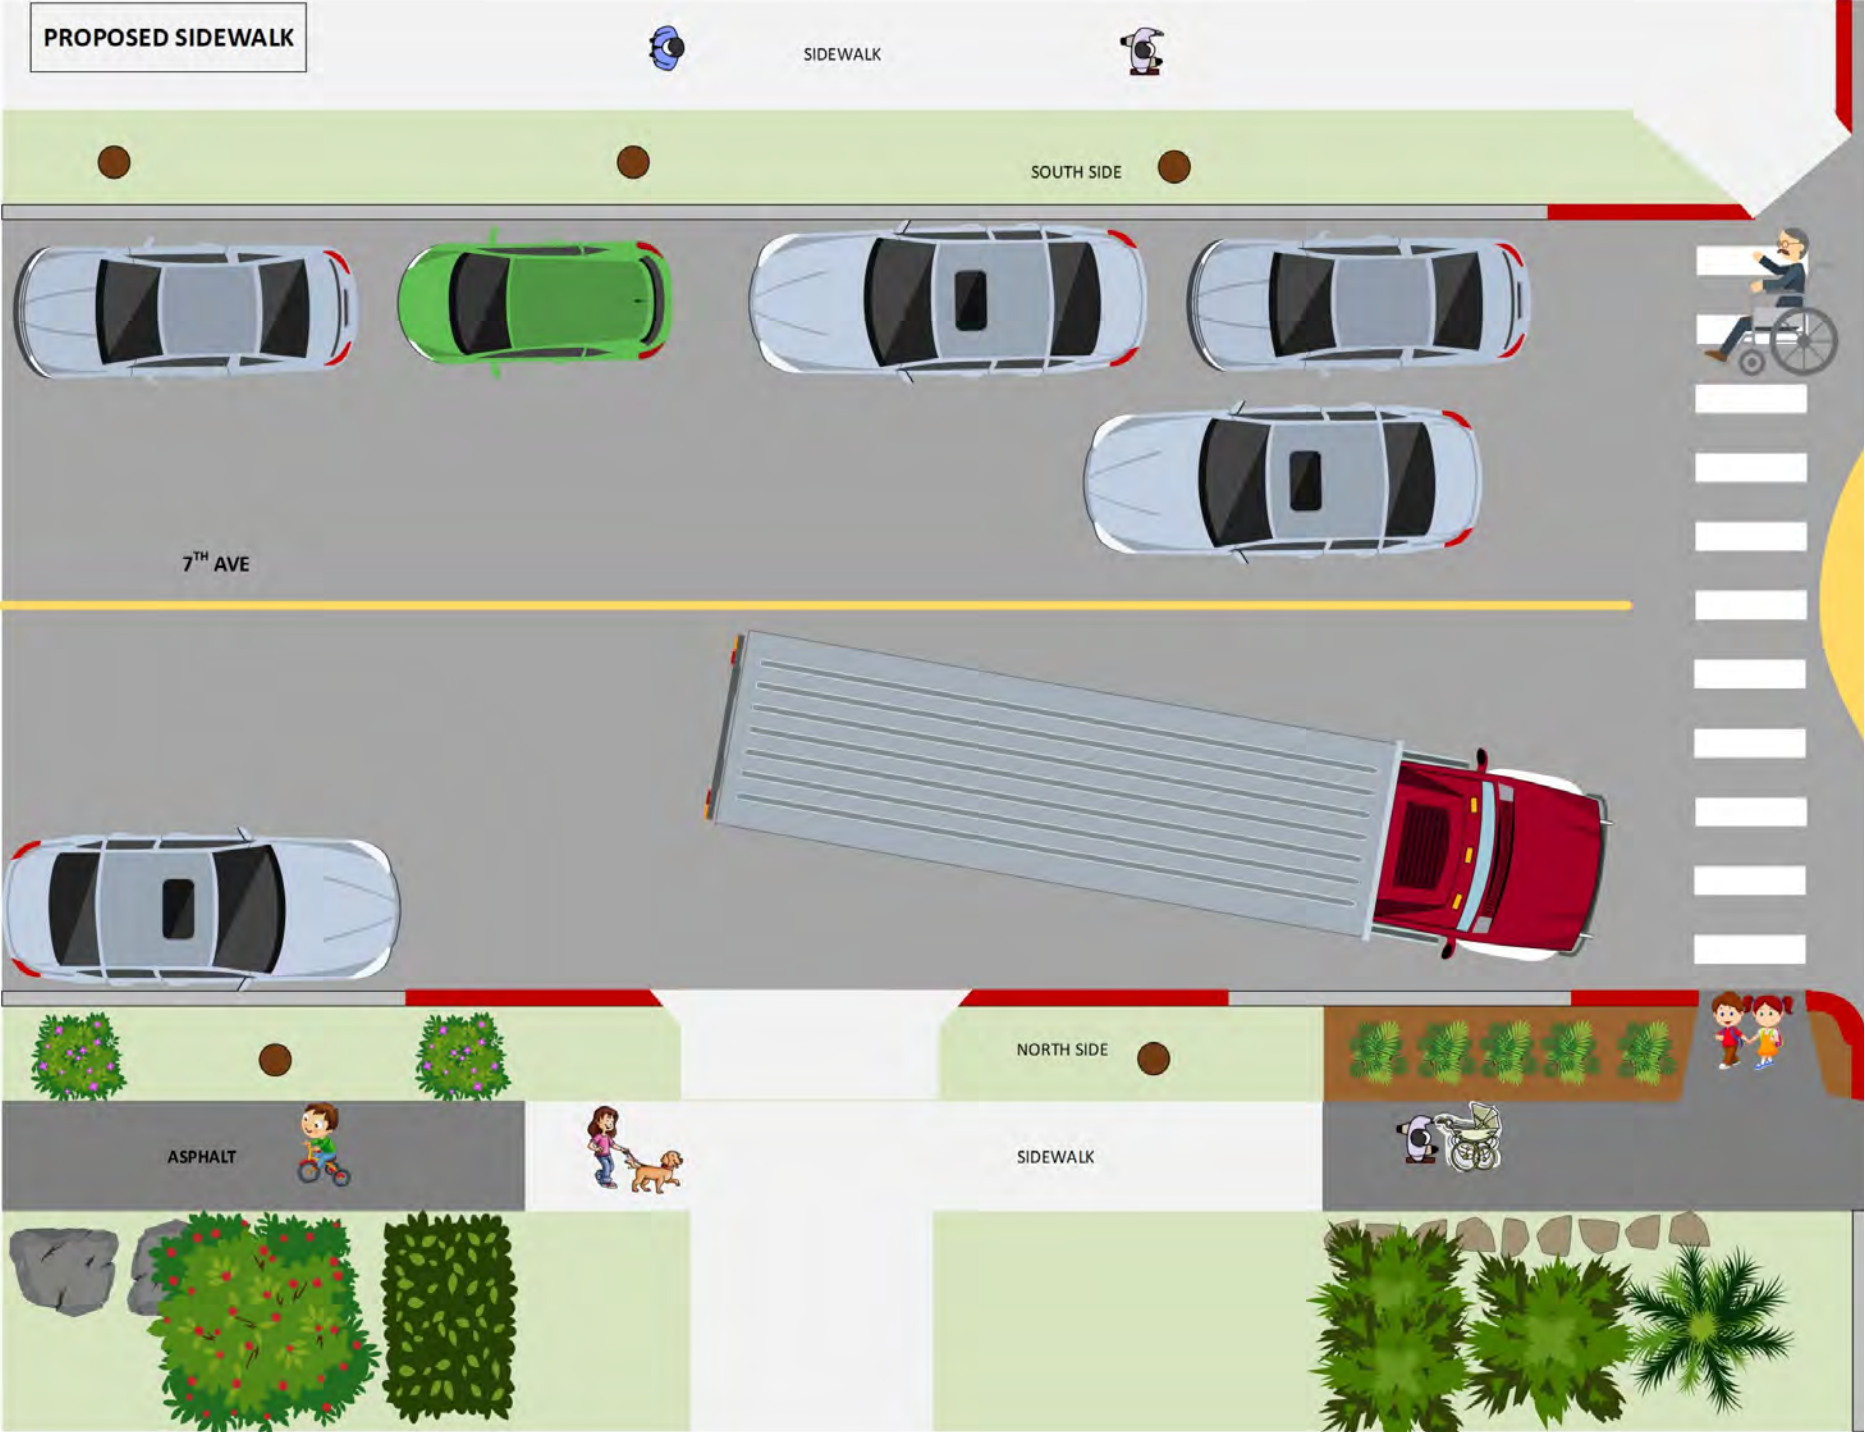 PROPOSED SIDEWALK
SIDEWALK
SOUTH SIDE
7TH AVE
NORTH SIDE
ASPHALT
SIDEWALK